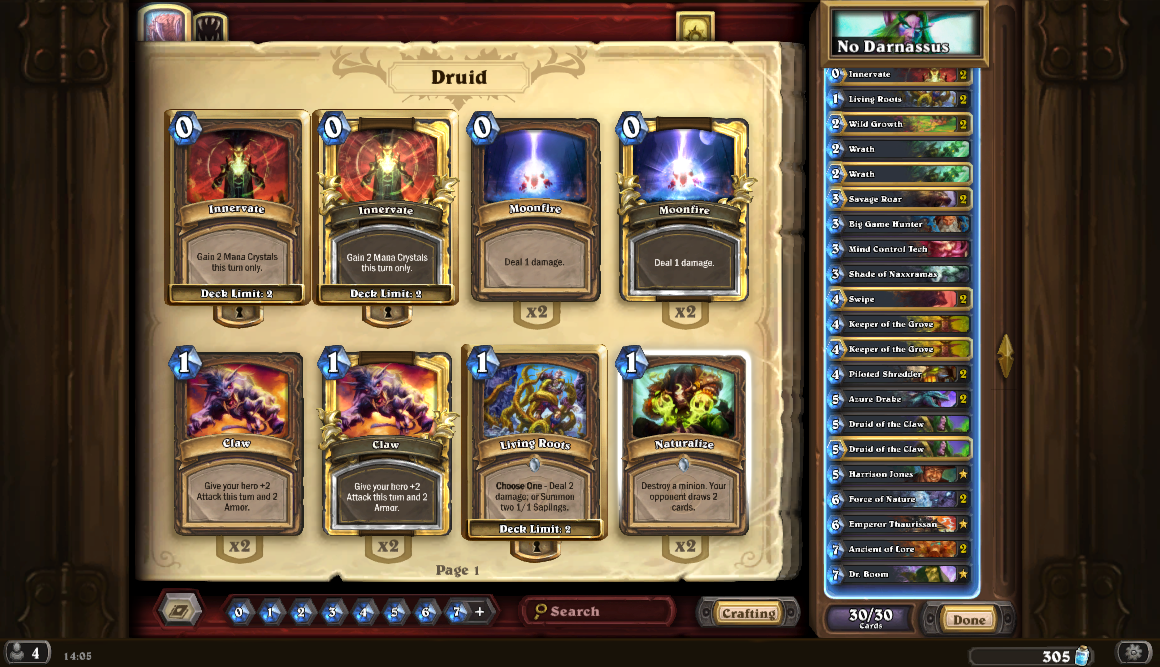 Druid
No Darnassus
0
Innervate
Gain 2 Mana Crystals
this turn only.
Deck Limit: 2
0
Innervate
Gain 2 Mana Crystals
this turn only.
Deck Limit: 2
0
Moonfire
Deal 1 damage.
x2
0
Moonfire
Deal 1 damage.
x2
1
Claw
Give your hero +2
Attack this turn and 2
Armor.
x2
1
Claw
Give your hero +2
Attack this turn and 2
Armor.
x2
1
Living Roots
Choose One - Deal 2
damage; or Summon
two 1/1 Saplings.
Deck Limit: 2
1
Naturalize
Destroy a minion. Your
opponent draws 2
cards.
x2
Page 1
0 Innervate 2
1 Living Roots 2
2 Wild Growth 2
2 Wrath
2 Wrath
3 Savage Roar 2
3 Big Game Hunter
3 Mind Control Tech
3 Shade of Naxxramas
4 Swipe 2
4 Keeper of the Grove
4 Keeper of the Grove
4 Piloted Shredder 2
5 Azure Drake 2
5 Druid of the Claw
5 Druid of the Claw
5 Harrison Jones
6 Force of Nature 2
6 Emperor Thaurissan
7 Ancient of Lore 2
7 Dr. Boom
0 1 2 3 4 5 6 7 +
Search
Crafting
30/30
Cards
Done
4
14:05
305